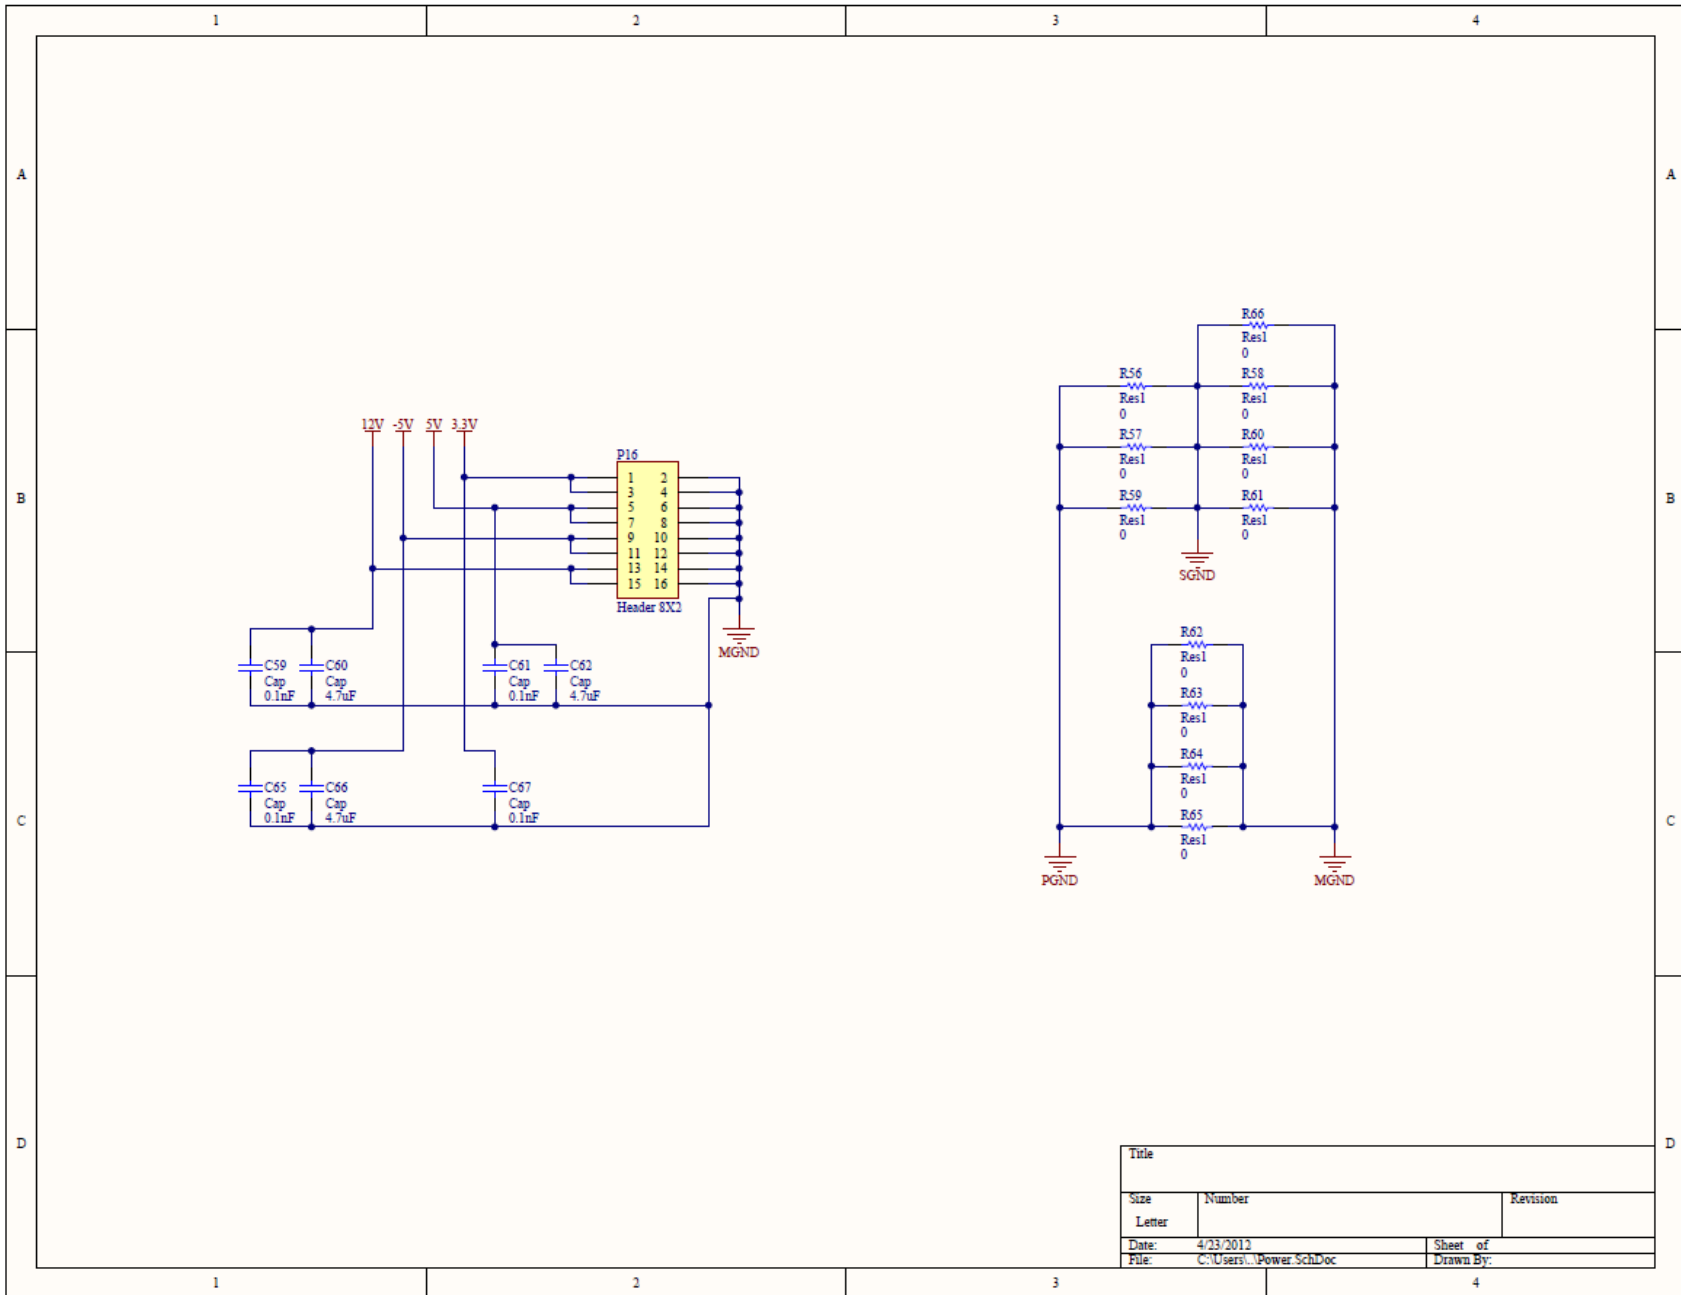 1 2 3 4
A A
R66
Res1
0
R56 R58
Res1 Res1
0 0
12V -5V 5V 3.3V
R57 R60
Res1 Res1
0 0
P16
1 2
3 4
5 6
7 8
9 10
11 12
13 14
15 16
Header 8X2
B B
R59 R61
Res1 Res1
0 0
SGND
MGND
C59 C60 C61 C62
Cap Cap Cap Cap
0.1nF 4.7uF 0.1nF 4.7uF
R62
Res1
0
R63
Res1
0
R64
Res1
0
C65 C66 C67
Cap Cap Cap
0.1nF 4.7uF 0.1nF
C C
R65
Res1
0
PGND MGND
D D
Title
Size Number Revision
Letter
Date: 4/23/2012 Sheet of
File: C:\Users\..\Power.SchDoc Drawn By:
1 2 3 4